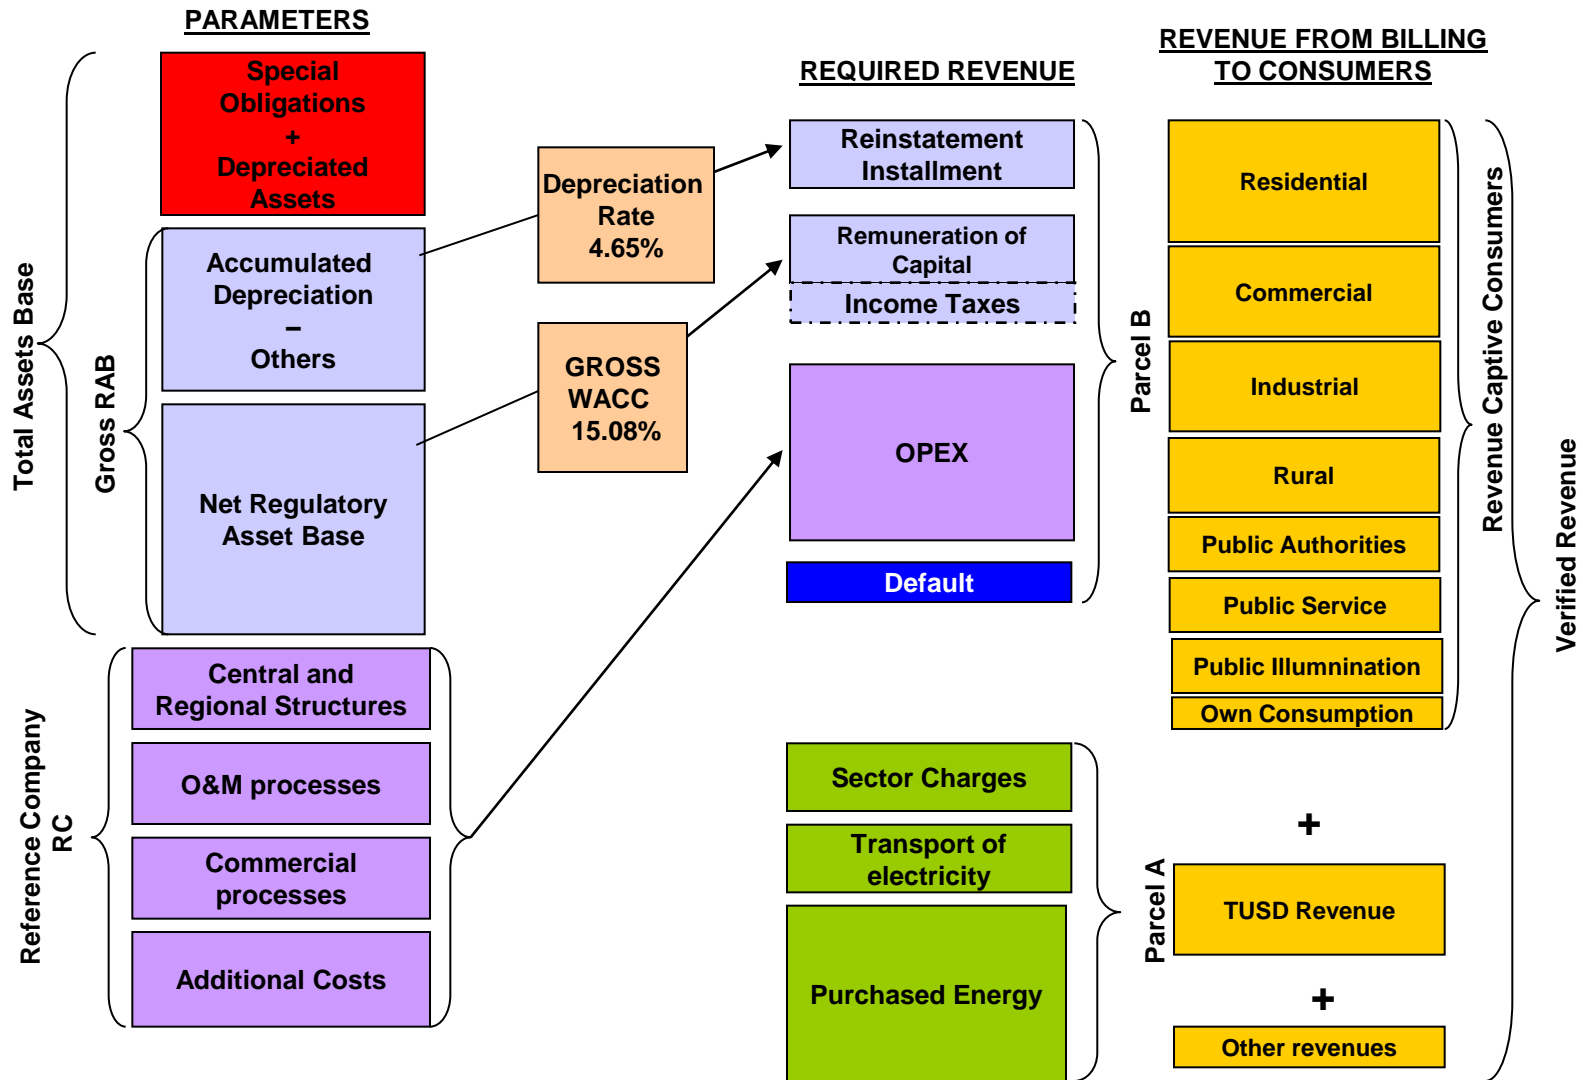 PARAMETERS
Total Assets Base
Special
Obligations
+
Depreciated
Assets
Gross RAB
Accumulated
Depreciation
–
Others
Net Regulatory
Asset Base
Reference Company
RC
Central and
Regional Structures
O&M processes
Commercial
processes
Additional Costs
Depreciation
Rate
4.65%
GROSS
WACC
15.08%
REQUIRED REVENUE
Reinstatement
Installment
Remuneration of
Capital
Income Taxes
OPEX
Default
Parcel B
Sector Charges
Transport of
electricity
Purchased Energy
Parcel A
REVENUE FROM BILLING
TO CONSUMERS
Residential
Commercial
Industrial
Rural
Public Authorities
Public Service
Public Illumnination
Own Consumption
Revenue Captive Consumers
+
TUSD Revenue
+
Other revenues
Verified Revenue